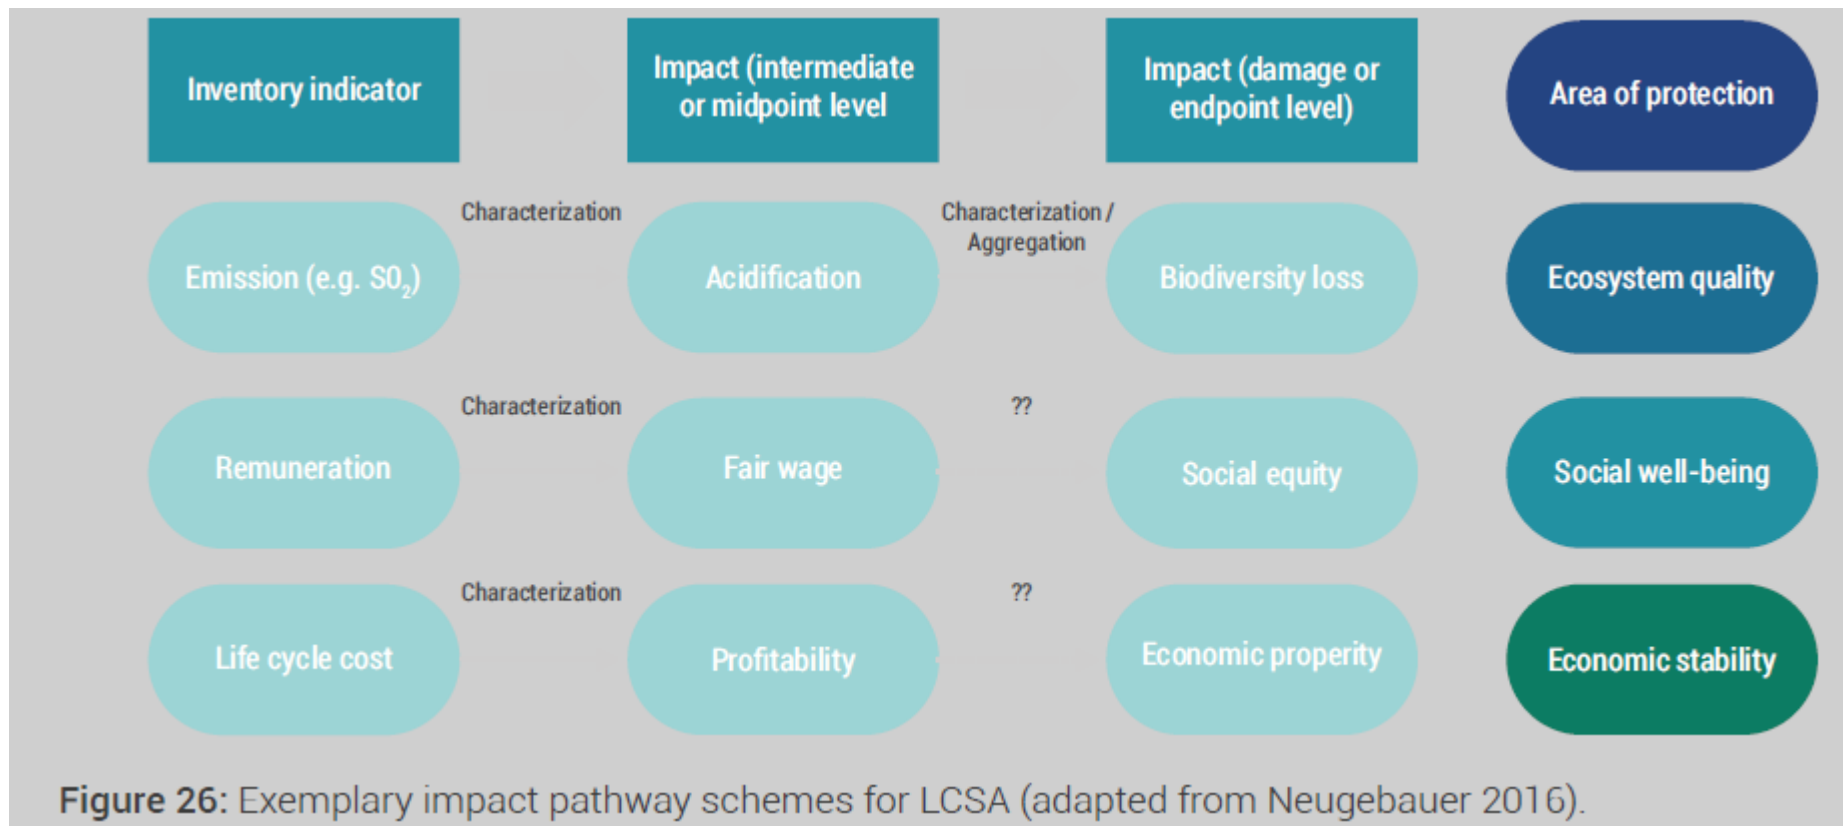 Inventory indicator
Impact (intermediate
or midpoint level
Impact (damage or
endpoint level)
Area of protection
Characterization
Characterization /
Aggregation
Emission (e.g. SO₂)
Acidification
Biodiversity loss
Ecosystem quality
Characterization
??
Remuneration
Fair wage
Social equity
Social well-being
Characterization
??
Life cycle cost
Profitability
Economic properity
Economic stability
Figure 26: Exemplary impact pathway schemes for LCSA (adapted from Neugebauer 2016).